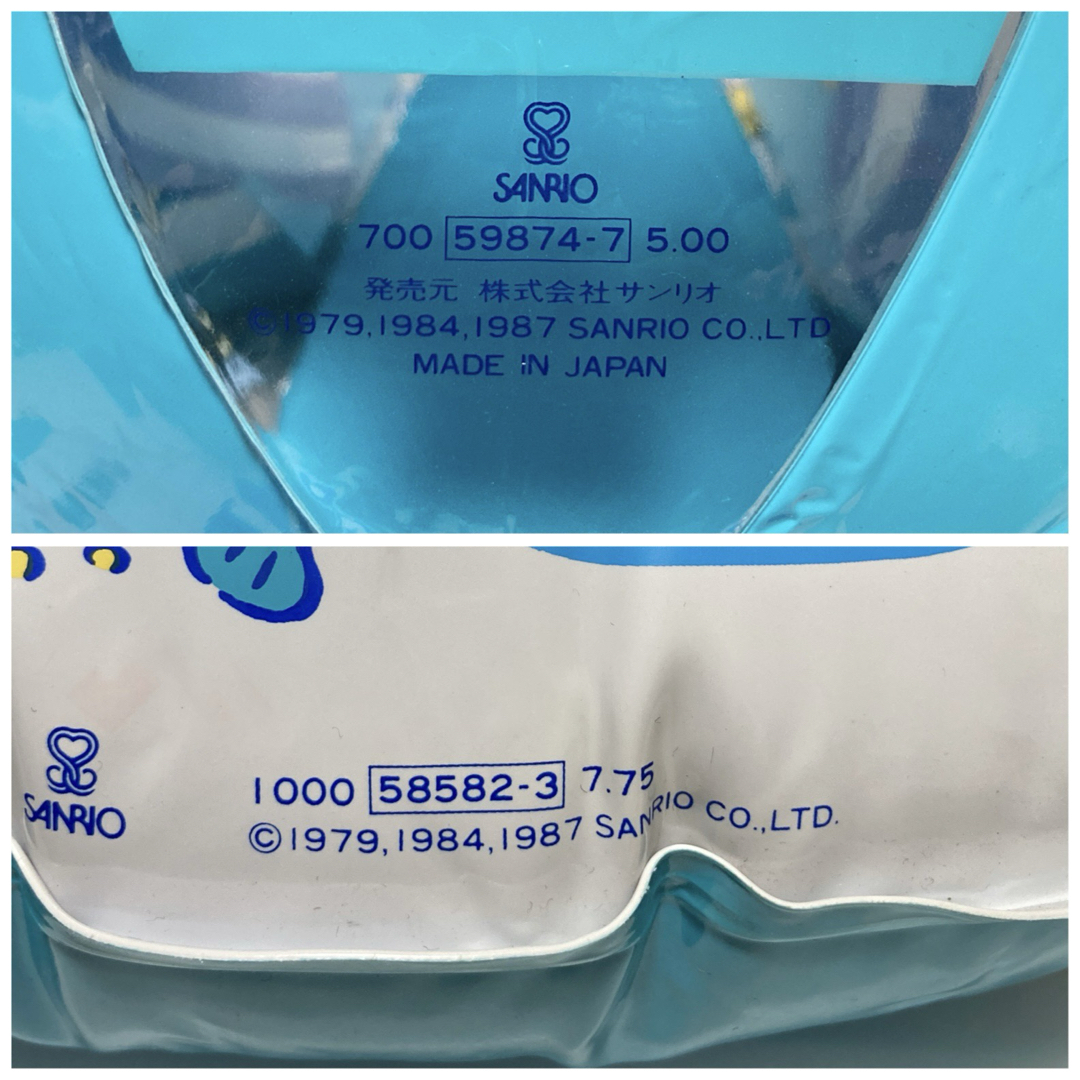 SANRIO
700 59874-7 5.00
発売元 株式会社サンリオ
©1979,1984,1987 SANRIO CO.,LTD
MADE IN JAPAN
SANRIO
1000 58582-3 7.75
©1979,1984,1987 SANRIO CO.,LTD.